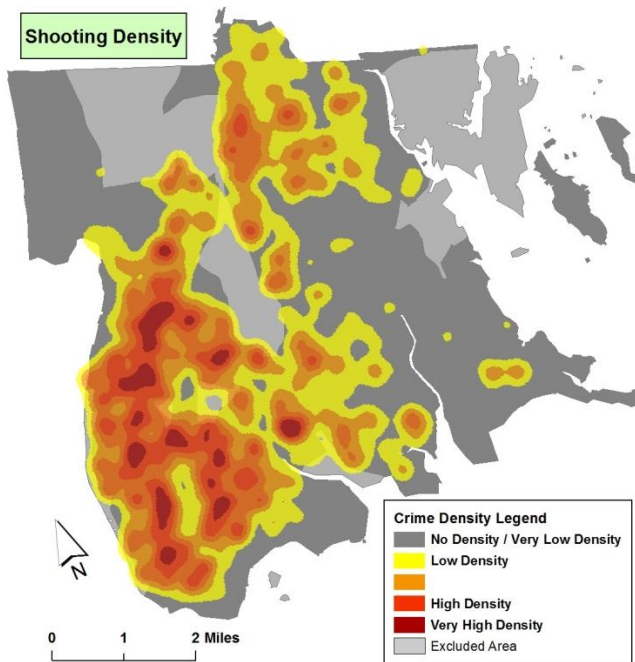 Shooting Density
N
0 1 2 Miles
Crime Density Legend
No Density / Very Low Density
Low Density
High Density
Very High Density
Excluded Area